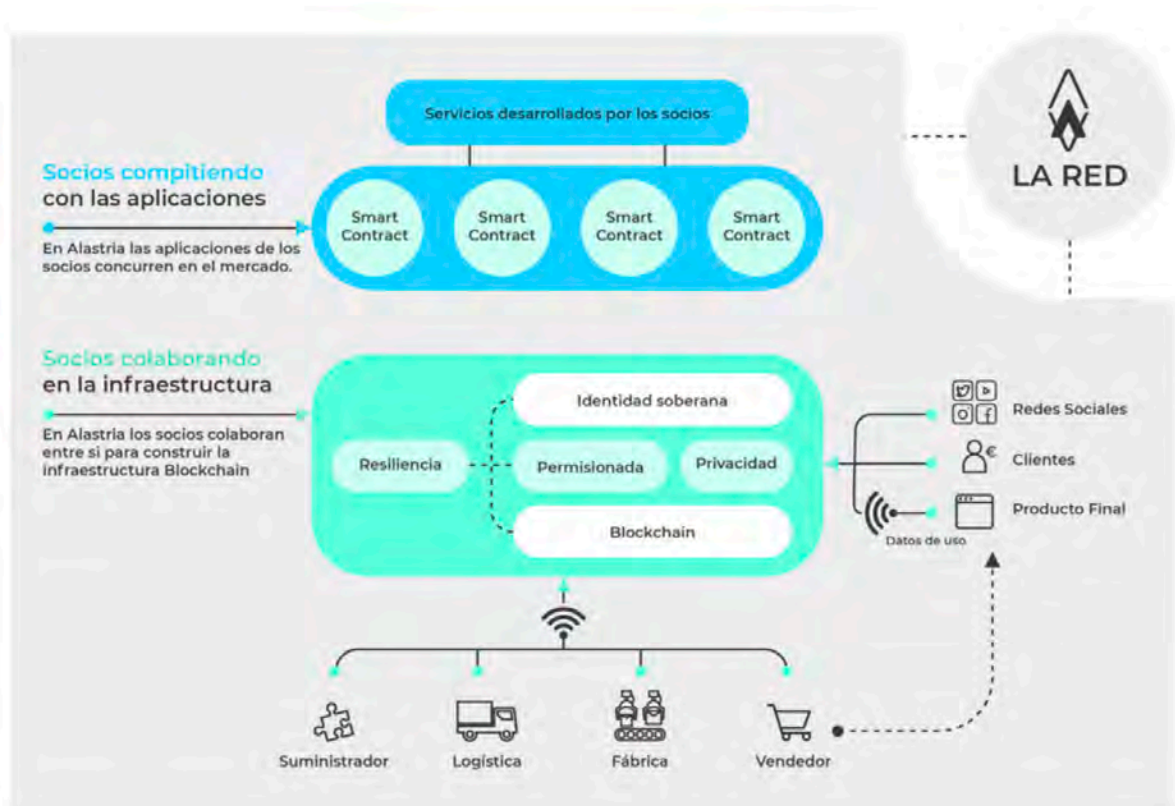 Servicios desarrollados por los socios
LA RED
Socios compitiendo
con las aplicaciones
En Alastria las aplicaciones de los
socios concurren en el mercado.
Smart
Contract
Smart
Contract
Smart
Contract
Smart
Contract
Socios colaborando
en la infraestructura
En Alastria los socios colaboran
entre si para construir la
infraestructura Blockchain
Identidad soberana
Resiliencia
Permisionada
Privacidad
Blockchain
Redes Sociales
€
Clientes
Producto Final
Datos de uso
Suministrador
Logística
Fábrica
Vendedor